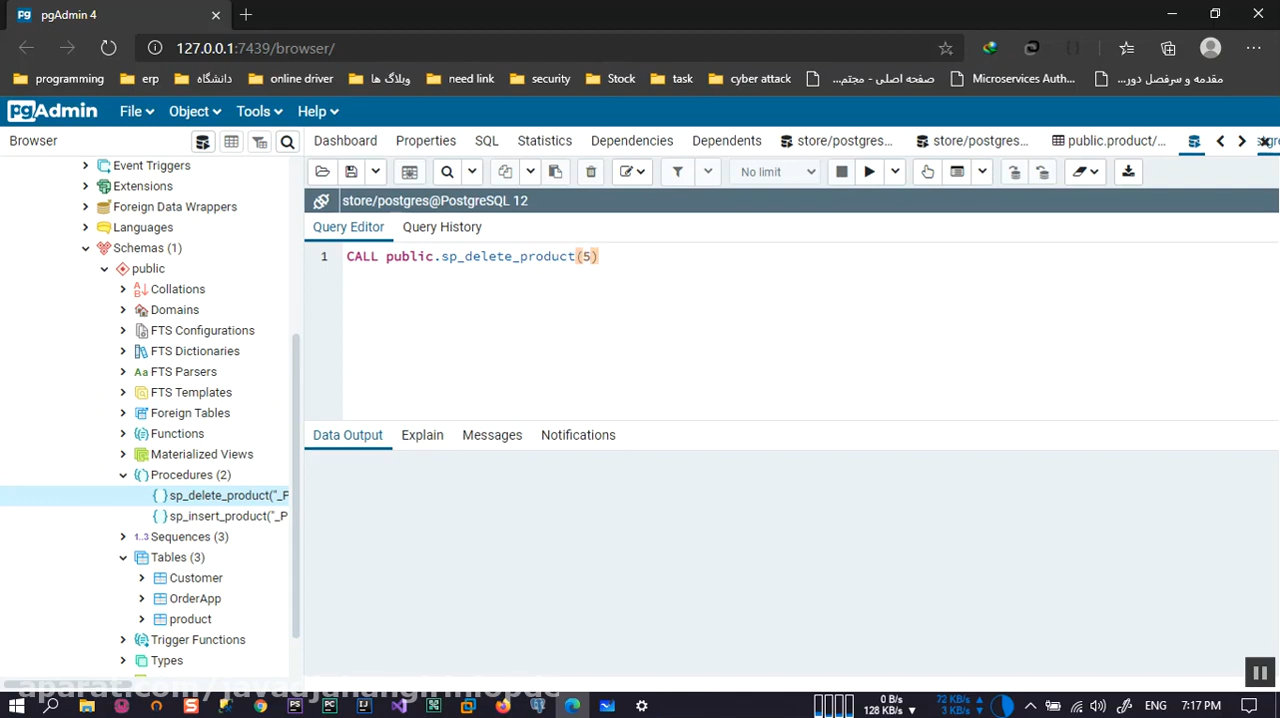 pgAdmin 4
127.0.0.1:7439/browser/
programming erp دانشگاه online driver وبلاگ ها need link security Stock task cyber attack صفحه اصلی - مجتم... Microservices Auth... مقدمه و سرفصل دور...
pgAdmin File Object Tools Help
Browser Dashboard Properties SQL Statistics Dependencies Dependents store/postgres... store/postgres... public.product/...
Event Triggers
Extensions
Foreign Data Wrappers
Languages
Schemas (1)
public
Collations
Domains
FTS Configurations
FTS Dictionaries
Aa FTS Parsers
FTS Templates
Foreign Tables
Functions
Materialized Views
Procedures (2)
sp_delete_product("_P
sp_insert_product("_P
1..3 Sequences (3)
Tables (3)
Customer
OrderApp
product
Trigger Functions
Types
No limit
store/postgres@PostgreSQL 12
Query Editor Query History
1 CALL public.sp_delete_product(5)
Data Output Explain Messages Notifications
0 B/s 72 KB/s
128 KB/s 3 KB/s
ENG 7:17 PM